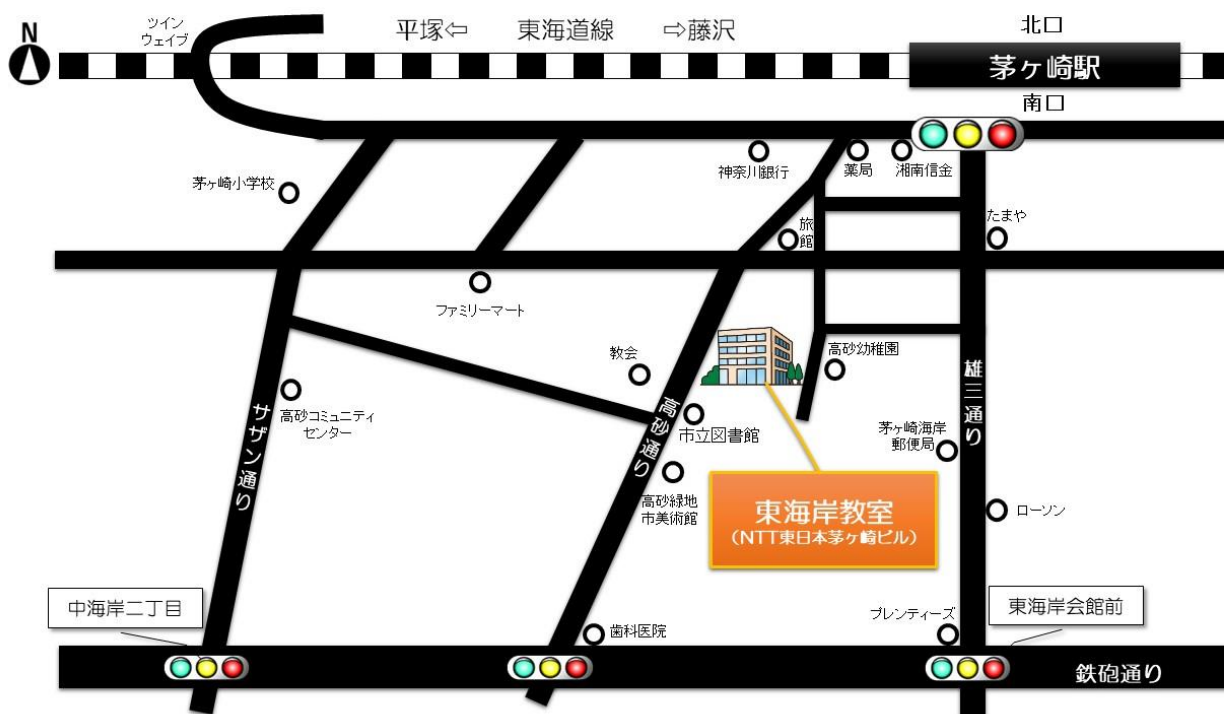 N
ツイン
ウェイブ
平塚⇦　東海道線　⇨藤沢
北口
茅ヶ崎駅
南口
神奈川銀行
薬局
湘南信金
茅ヶ崎小学校
旅
館
たまや
ファミリーマート
教会
高砂幼稚園
高砂コミュニティ
センター
サザン通り
高砂通り
市立図書館
雄三通り
茅ヶ崎海岸
郵便局
高砂緑地
市美術館
東海岸教室
（NTT東日本茅ヶ崎ビル）
ローソン
中海岸二丁目
歯科医院
プレンティーズ
東海岸会館前
鉄砲通り